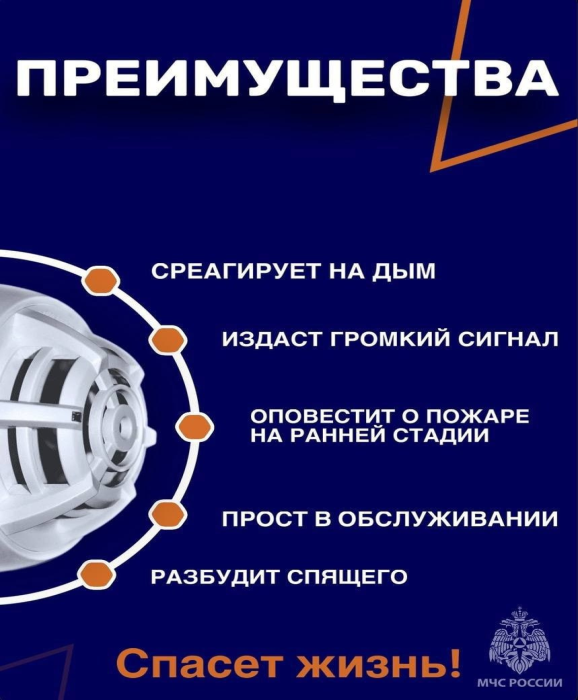 ПРЕИМУЩЕСТВА
СРЕАГИРУЕТ НА ДЫМ
ИЗДАСТ ГРОМКИЙ СИГНАЛ
ОПОВЕСТИТ О ПОЖАРЕ
НА РАННЕЙ СТАДИИ
ПРОСТ В ОБСЛУЖИВАНИИ
РАЗБУДИТ СПЯЩЕГО
Спасет жизнь!
МЧС РОССИИ